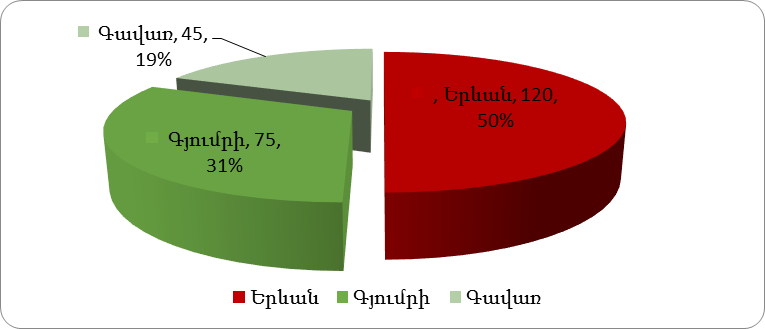 Գավառ, 45,
19%
, Երևան, 120,
50%
Գյումրի, 75,
31%
Երևան Գյումրի Գավառ